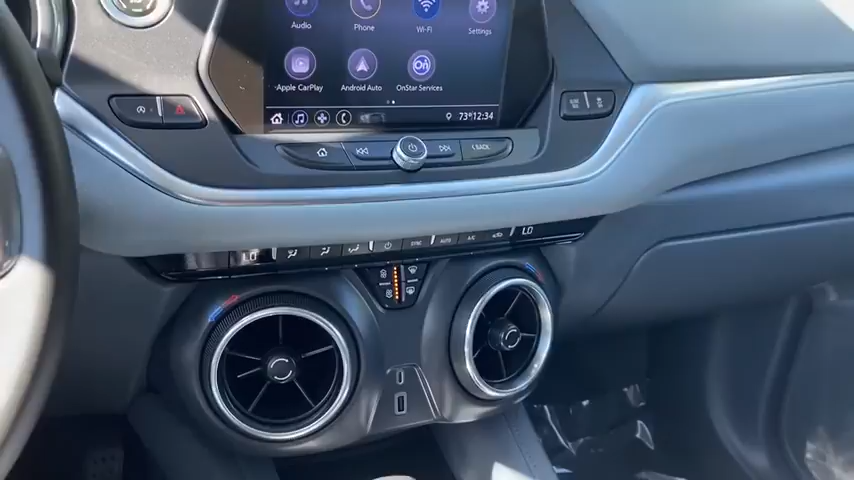 Audio Phone Wi-Fi Settings
Apple CarPlay Android Auto OnStar Services
73° 12:34
BACK
LO SYNC AUTO A/C LO